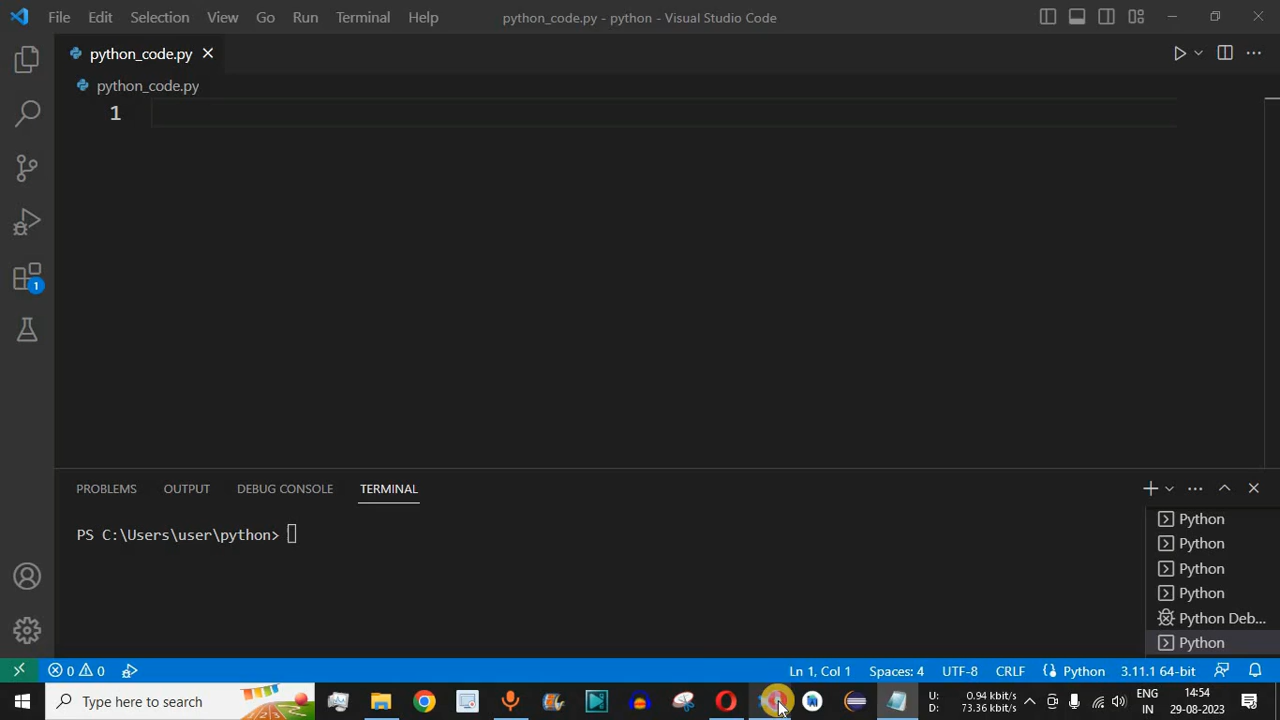 File Edit Selection View Go Run Terminal Help python_code.py - python - Visual Studio Code
python_code.py
python_code.py
1
1
PROBLEMS OUTPUT DEBUG CONSOLE TERMINAL
PS C:\Users\user\python>
Python
Python
Python
Python
Python Deb...
Python
0 0 Ln 1, Col 1 Spaces: 4 UTF-8 CRLF Python 3.11.1 64-bit
Type here to search
U: 0.94 kbit/s
D: 73.36 kbit/s
ENG
IN
14:54
29-08-2023